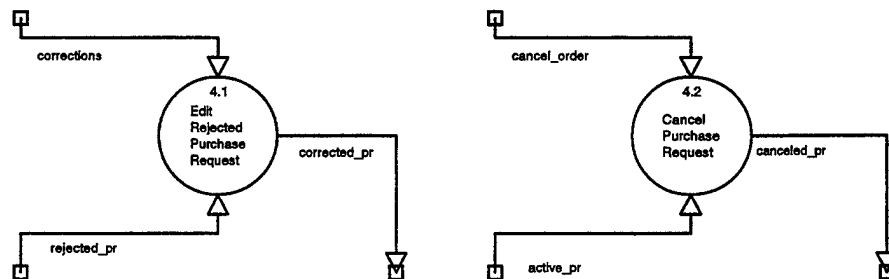 corrections
4.1
Edit
Rejected
Purchase
Request
corrected_pr
rejected_pr
cancel_order
4.2
Cancel
Purchase
Request
canceled_pr
active_pr